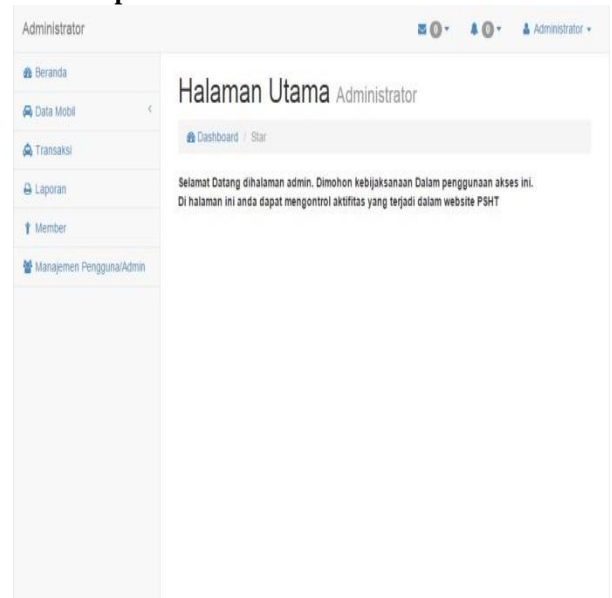 Administrator 0 0 Administrator
Beranda
Data Mobil
Transaksi
Laporan
Member
Manajemen Pengguna/Admin
Halaman Utama Administrator
Dashboard / Star
Selamat Datang dihalaman admin. Dimohon kebijaksanaan Dalam penggunaan akses ini.
Di halaman ini anda dapat mengontrol aktifitas yang terjadi dalam website PSHT